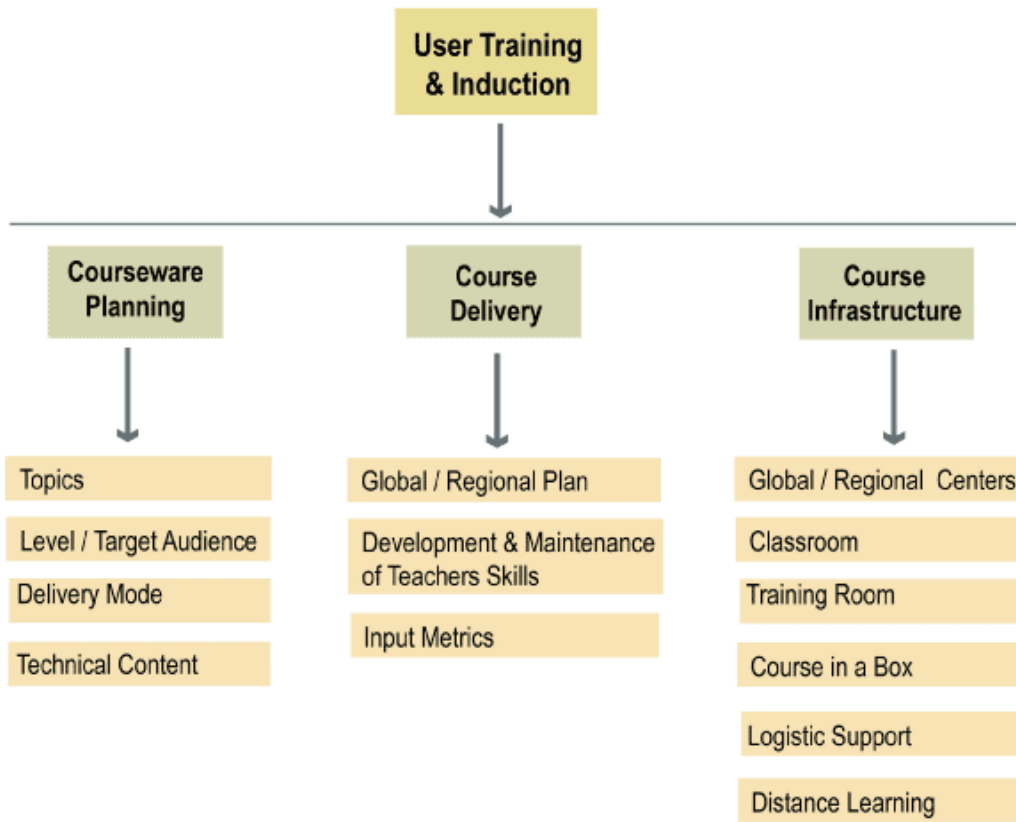 User Training
& Induction
Courseware
Planning
Topics
Level / Target Audience
Delivery Mode
Technical Content
Course
Delivery
Global / Regional Plan
Development & Maintenance
of Teachers Skills
Input Metrics
Course
Infrastructure
Global / Regional Centers
Classroom
Training Room
Course in a Box
Logistic Support
Distance Learning